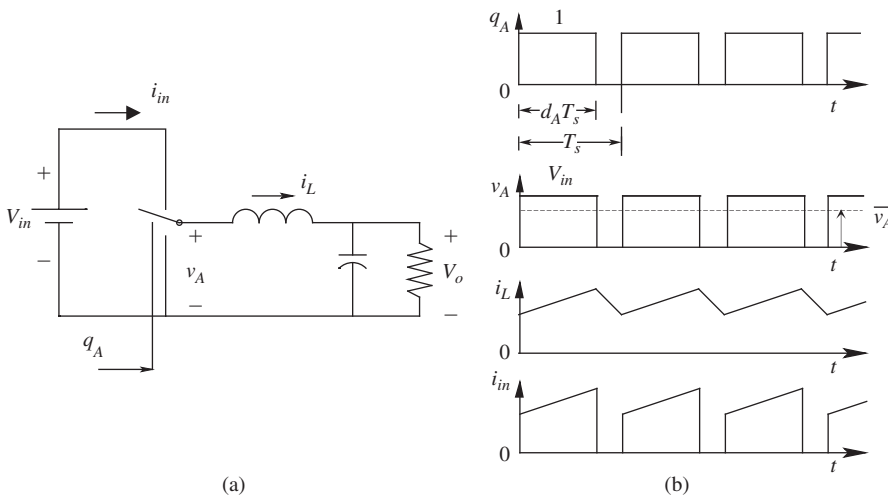 i_in
+
V_in
−
i_L
+
v_A
−
+
V_o
−
q_A
(a)
q_A
1
0
t
d_A T_s
T_s
v_A
V_in
v̅_A
0
t
i_L
0
t
i_in
0
t
(b)